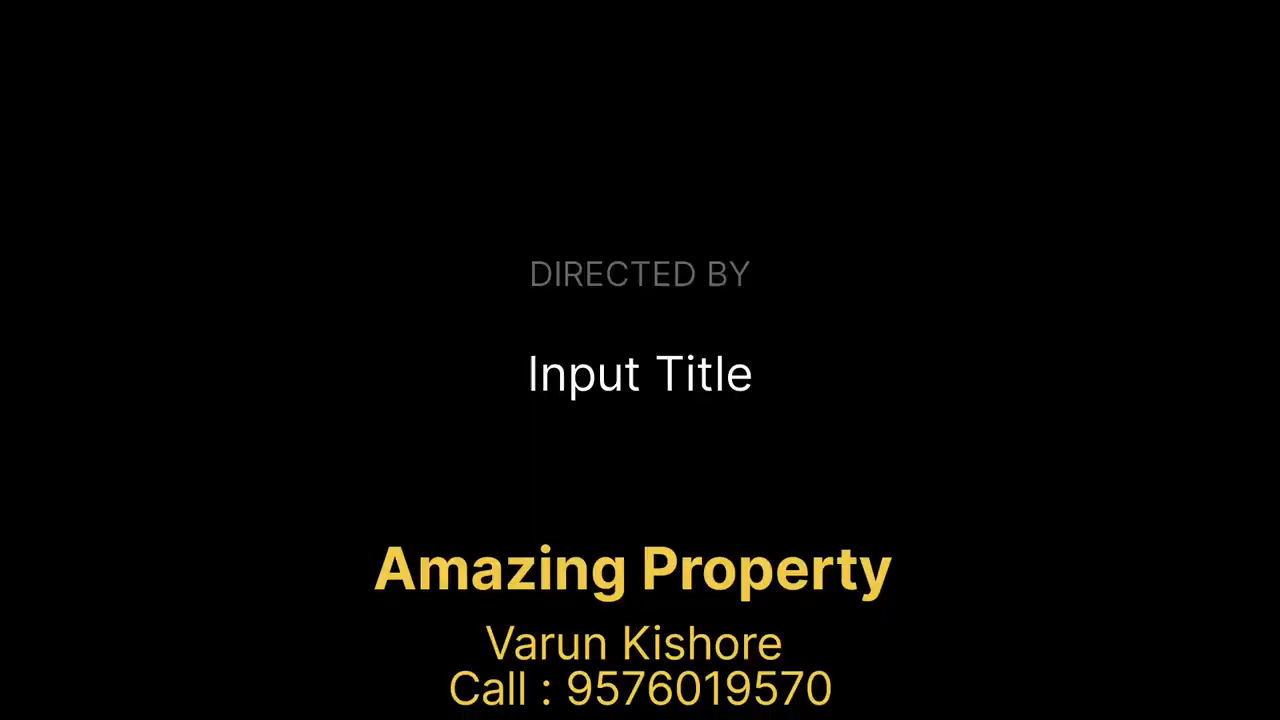 DIRECTED BY
Input Title
Amazing Property
Varun Kishore
Call : 9576019570